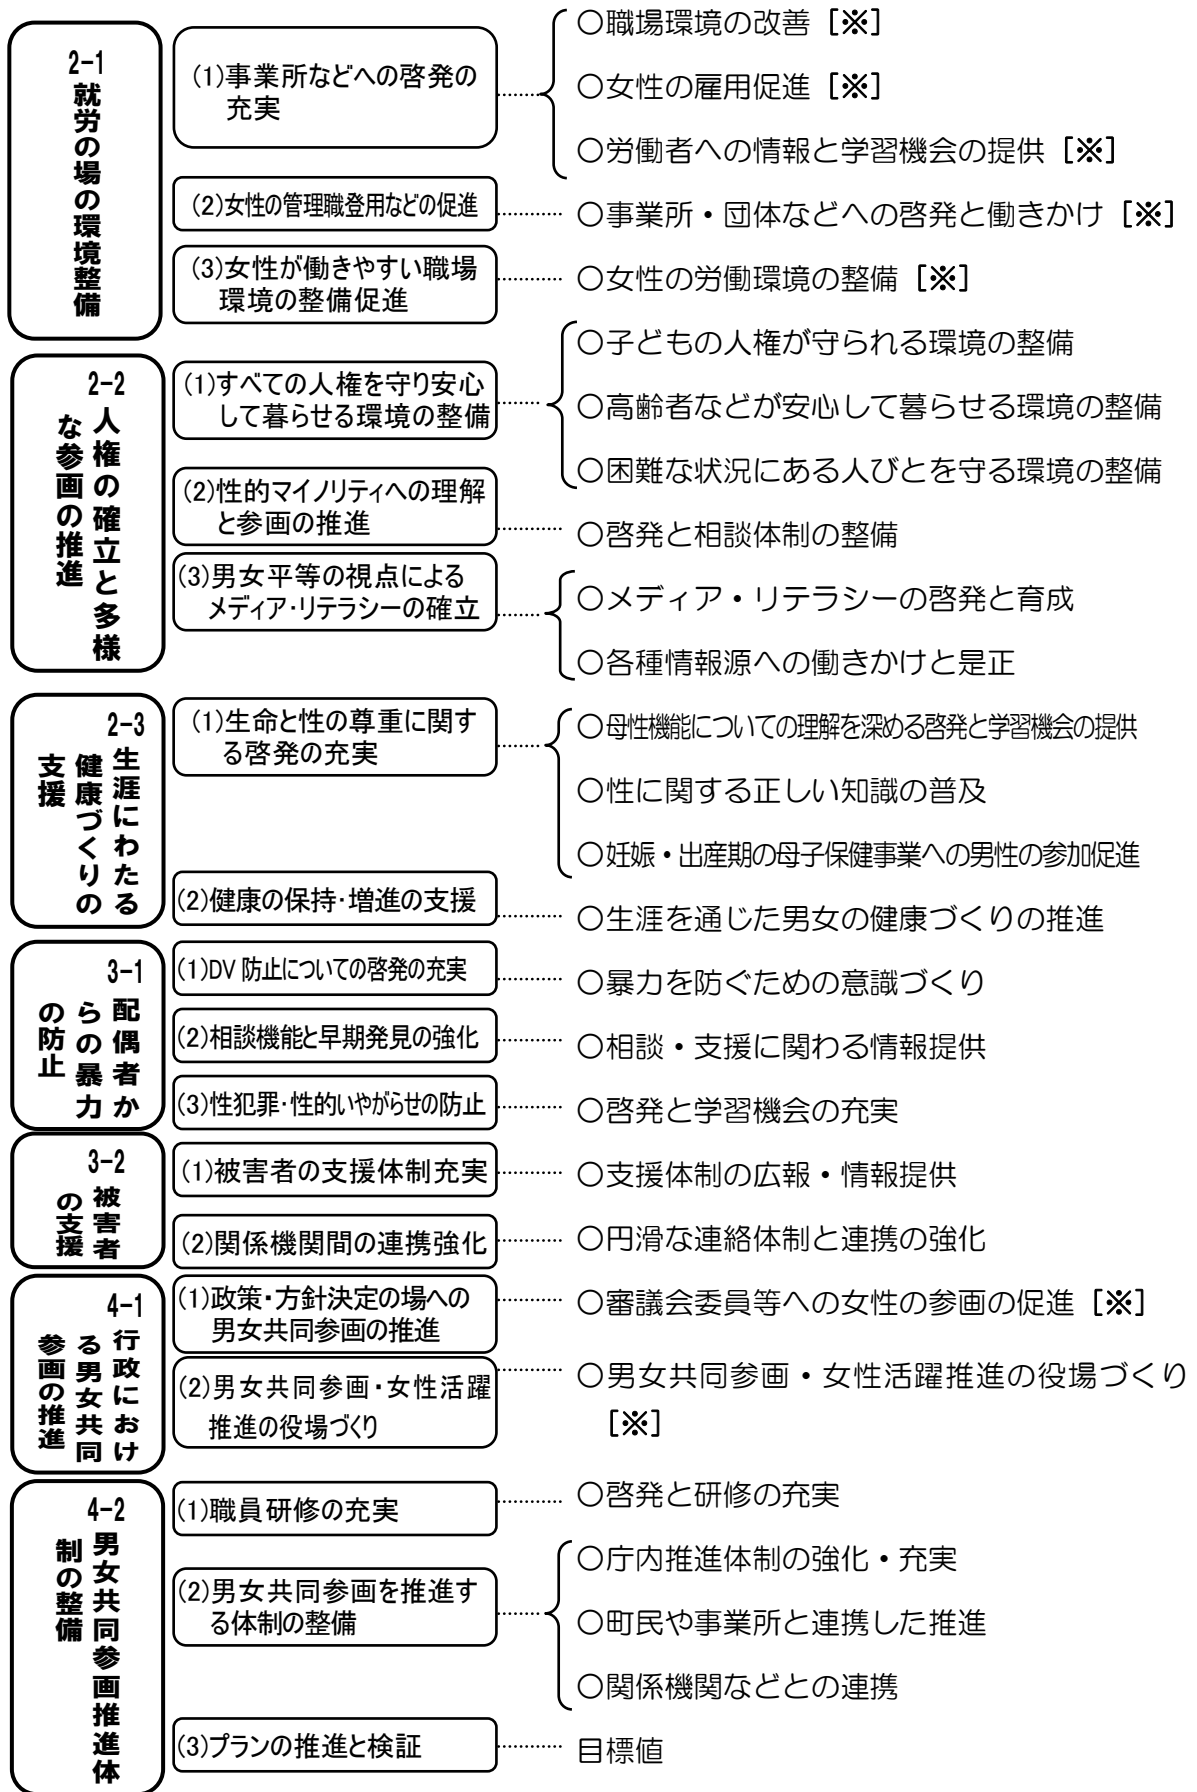 2-1
就労の場の環境整備
(1)事業所などへの啓発の
充実
○職場環境の改善［※］
○女性の雇用促進［※］
○労働者への情報と学習機会の提供［※］
(2)女性の管理職登用などの促進
○事業所・団体などへの啓発と働きかけ［※］
(3)女性が働きやすい職場
環境の整備促進
○女性の労働環境の整備［※］
2-2
人権の確立と多様
な参画の推進
(1)すべての人権を守り安心
して暮らせる環境の整備
○子どもの人権が守られる環境の整備
○高齢者などが安心して暮らせる環境の整備
○困難な状況にある人びとを守る環境の整備
(2)性的マイノリティへの理解
と参画の推進
○啓発と相談体制の整備
(3)男女平等の視点による
メディア・リテラシーの確立
○メディア・リテラシーの啓発と育成
○各種情報源への働きかけと是正
2-3
生涯にわたる
健康づくりの
支援
(1)生命と性の尊重に関す
る啓発の充実
○母性機能についての理解を深める啓発と学習機会の提供
○性に関する正しい知識の普及
○妊娠・出産期の母子保健事業への男性の参加促進
(2)健康の保持・増進の支援
○生涯を通じた男女の健康づくりの推進
3-1
配偶者か
らの暴力
の防止
(1)DV 防止についての啓発の充実
○暴力を防ぐための意識づくり
(2)相談機能と早期発見の強化
○相談・支援に関わる情報提供
(3)性犯罪・性的いやがらせの防止
○啓発と学習機会の充実
3-2
被害者
の支援
(1)被害者の支援体制充実
○支援体制の広報・情報提供
(2)関係機関間の連携強化
○円滑な連絡体制と連携の強化
4-1
行政におけ
る男女共同
参画の推進
(1)政策・方針決定の場への
男女共同参画の推進
○審議会委員等への女性の参画の促進［※］
(2)男女共同参画・女性活躍
推進の役場づくり
○男女共同参画・女性活躍推進の役場づくり
［※］
4-2
男女共同参画推進体
制の整備
(1)職員研修の充実
○啓発と研修の充実
(2)男女共同参画を推進す
る体制の整備
○庁内推進体制の強化・充実
○町民や事業所と連携した推進
○関係機関などとの連携
(3)プランの推進と検証
目標値